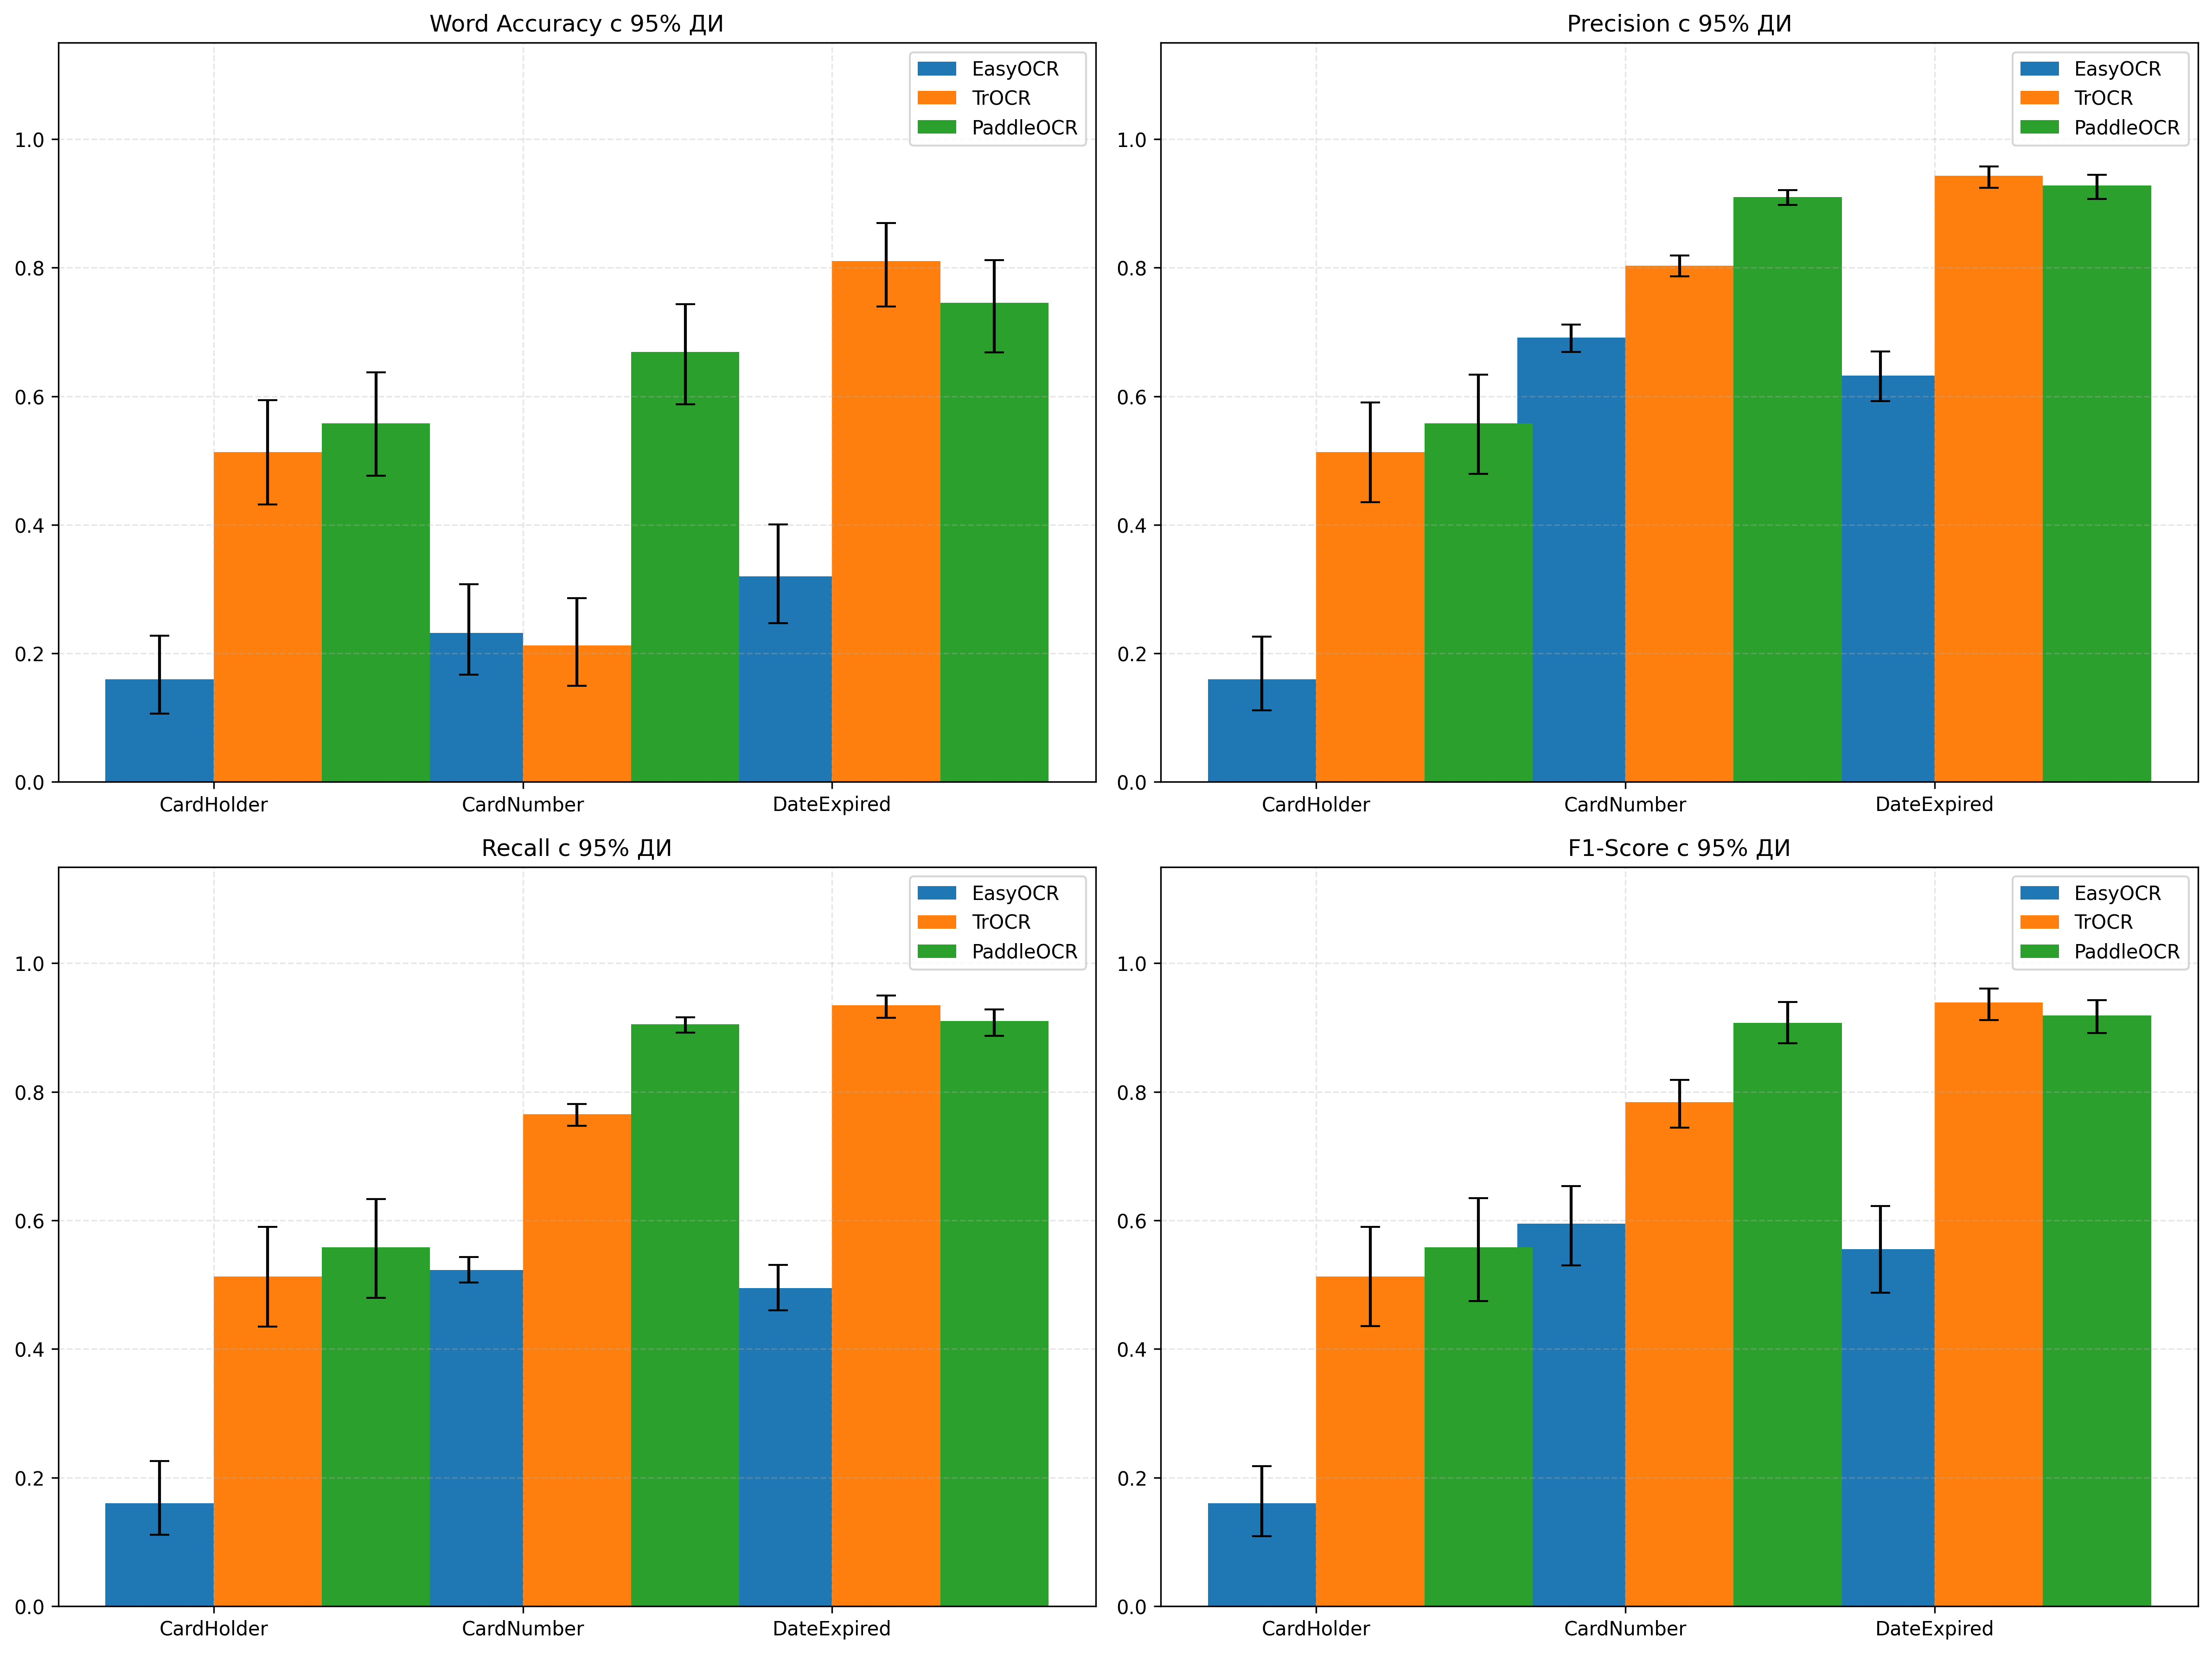 Word Accuracy с 95% ДИ
EasyOCR
TrOCR
PaddleOCR
1.0
0.8
0.6
0.4
0.2
0.0
CardHolder
CardNumber
DateExpired
Precision с 95% ДИ
EasyOCR
TrOCR
PaddleOCR
1.0
0.8
0.6
0.4
0.2
0.0
CardHolder
CardNumber
DateExpired
Recall с 95% ДИ
EasyOCR
TrOCR
PaddleOCR
1.0
0.8
0.6
0.4
0.2
0.0
CardHolder
CardNumber
DateExpired
F1-Score с 95% ДИ
EasyOCR
TrOCR
PaddleOCR
1.0
0.8
0.6
0.4
0.2
0.0
CardHolder
CardNumber
DateExpired